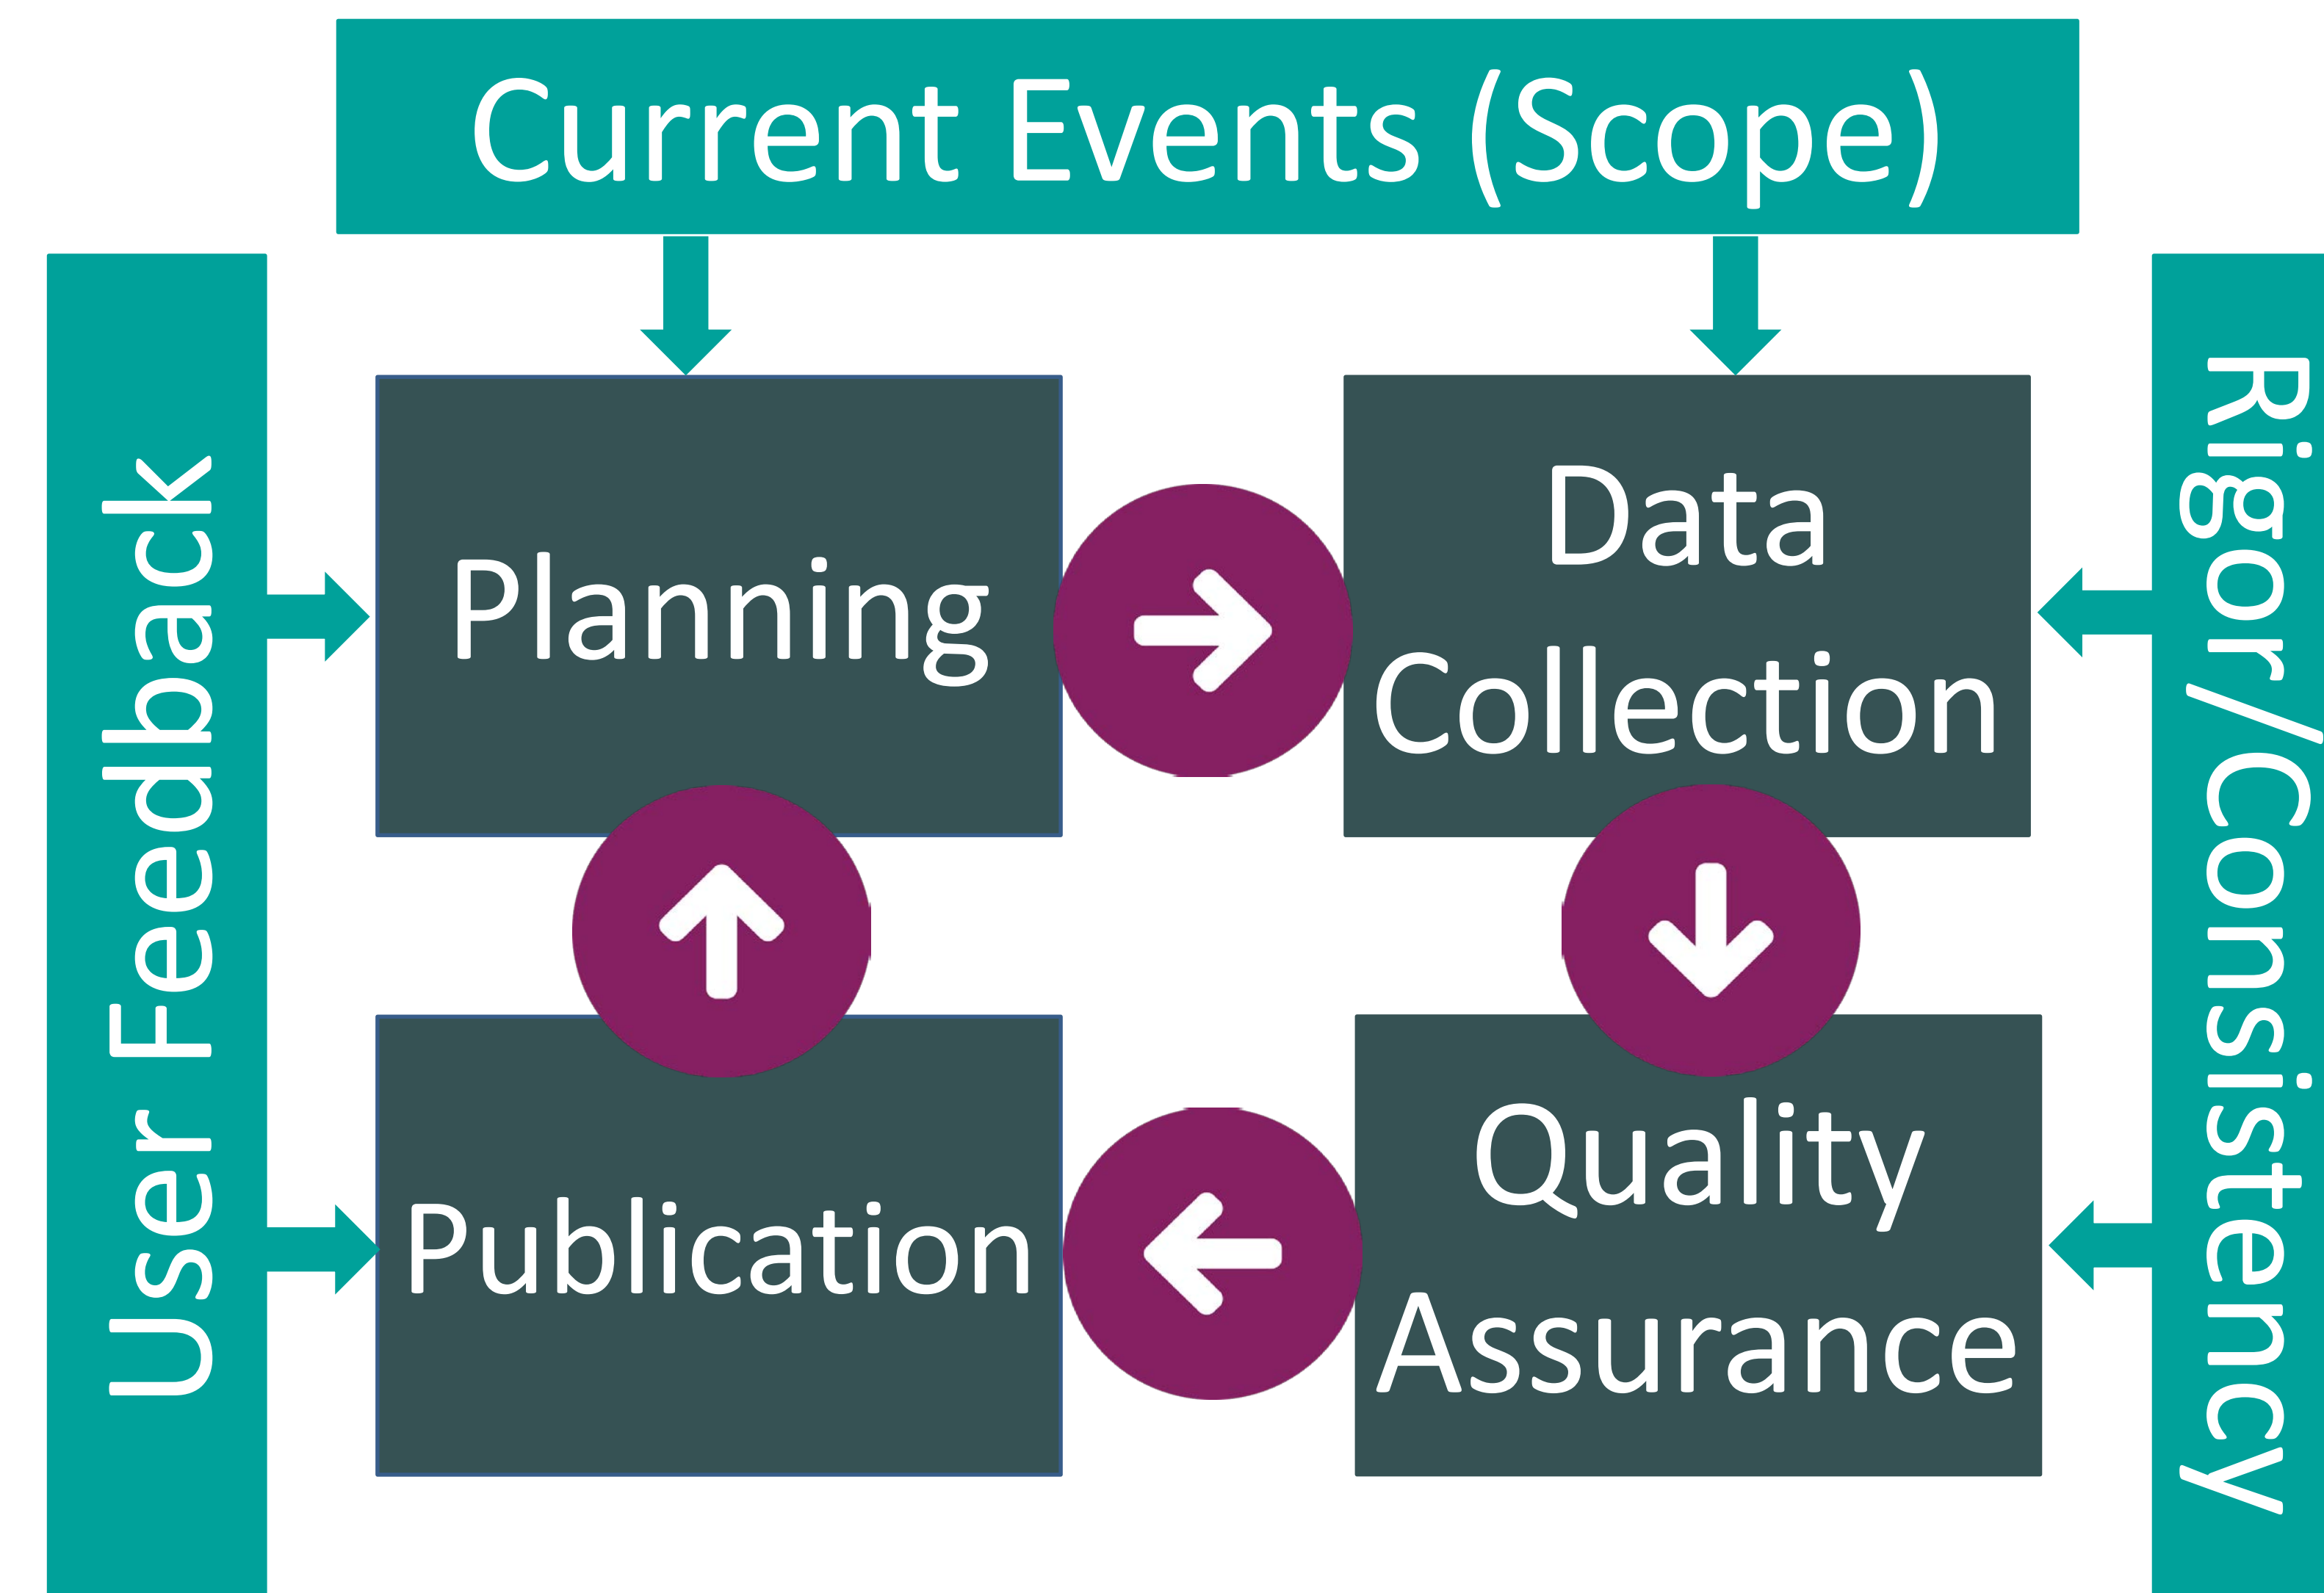 Current Events (Scope)
User Feedback
Planning
Data
Collection
Rigor/Consistency
Publication
Quality
Assurance